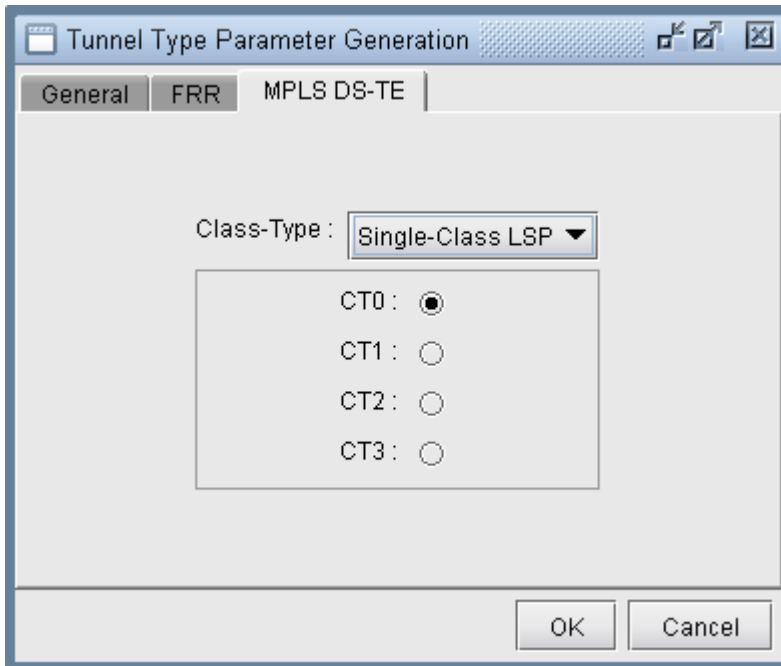 Tunnel Type Parameter Generation
General FRR MPLS DS-TE
Class-Type : Single-Class LSP
CT0 :
CT1 :
CT2 :
CT3 :
OK Cancel